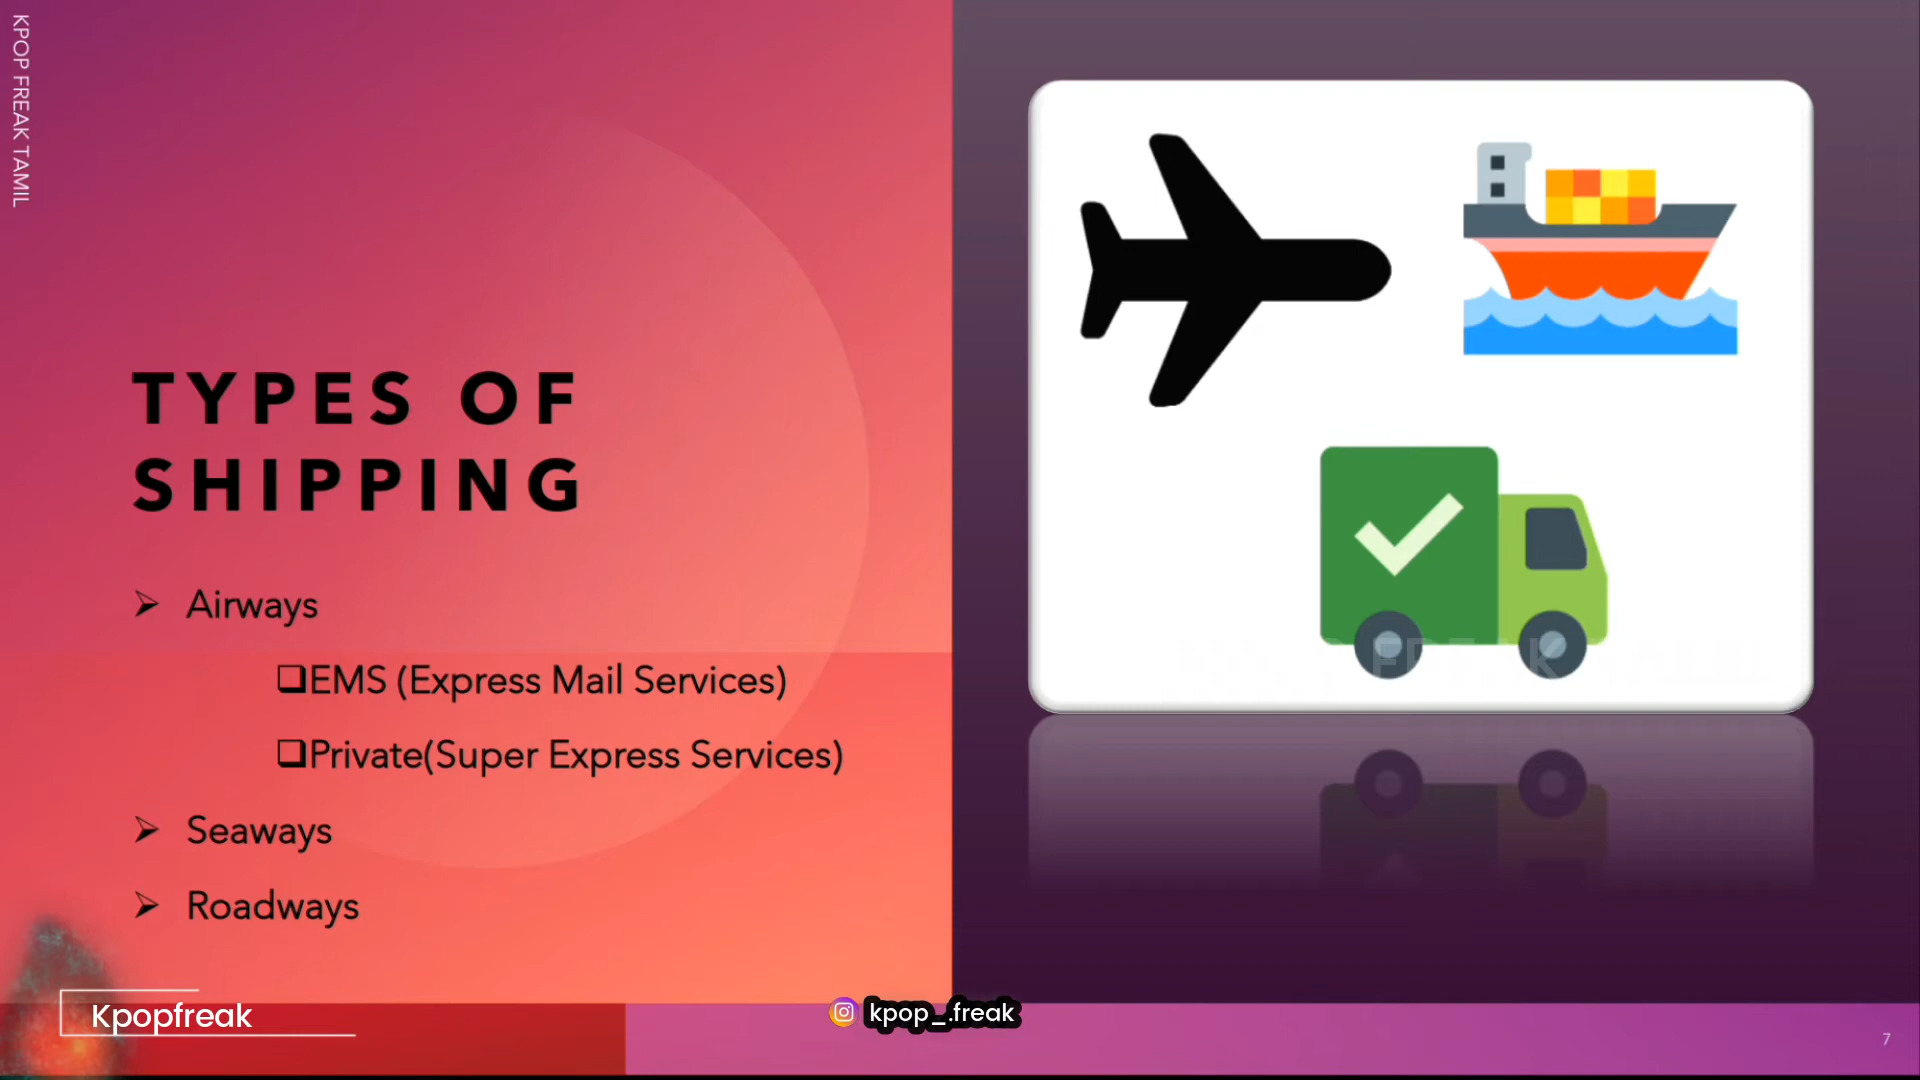 KPOP FREAK TAMIL
TYPES OF
SHIPPING
Airways
EMS (Express Mail Services)
Private(Super Express Services)
Seaways
Roadways
Kpopfreak
kpop_.freak
7